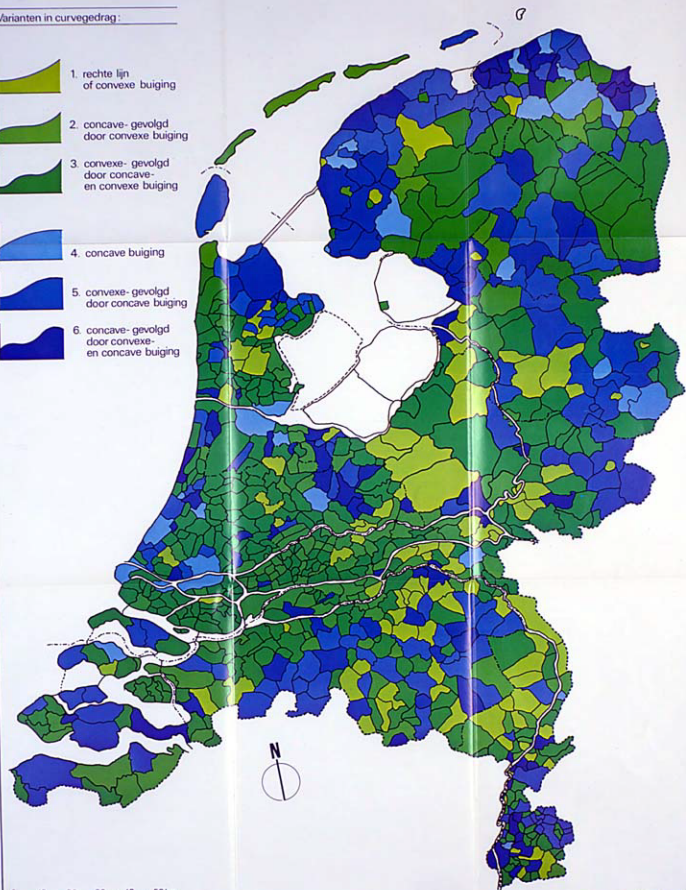 Varianten in curvegedrag:
1. rechte lijn
of convexe buiging
2. concave- gevolgd
door convexe buiging
3. convexe- gevolgd
door concave-
en convexe buiging
4. concave buiging
5. convexe- gevolgd
door concave buiging
6. concave- gevolgd
door convexe-
en concave buiging
N